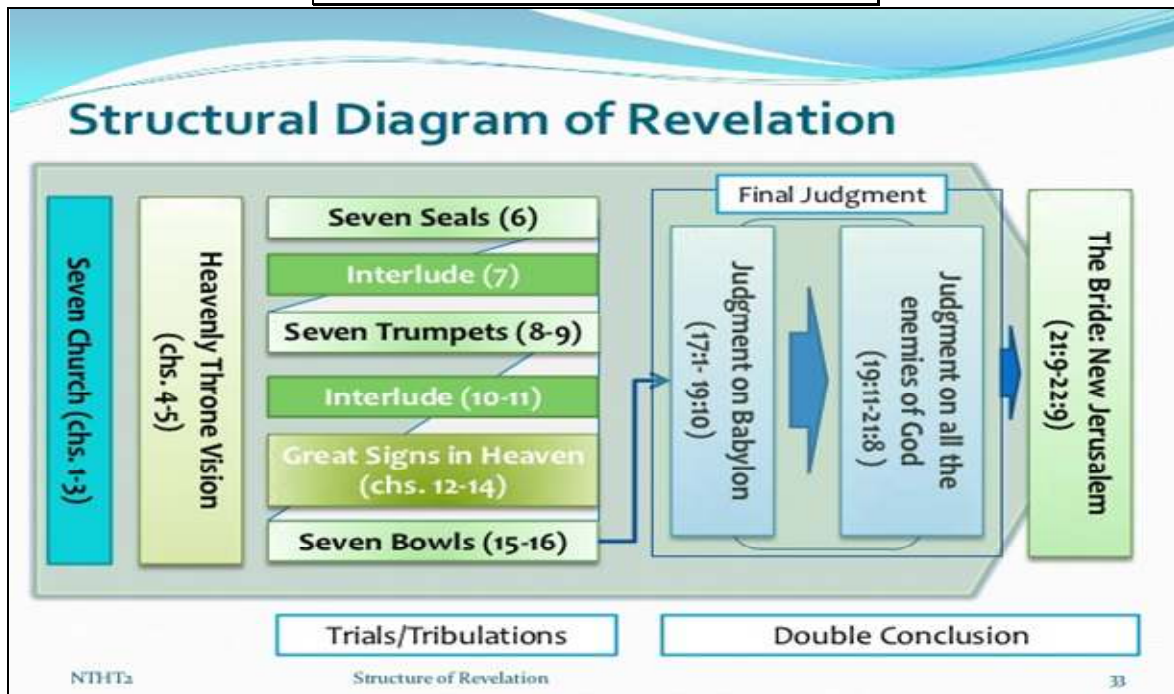 Structural Diagram of Revelation
Seven Church (chs. 1-3)
Heavenly Throne Vision
(chs. 4-5)
Seven Seals (6)
Interlude (7)
Seven Trumpets (8-9)
Interlude (10-11)
Great Signs in Heaven
(chs. 12-14)
Seven Bowls (15-16)
Final Judgment
Judgment on Babylon
(17:1- 19:10)
Judgment on all the
enemies of God
(19:11-21:8 )
The Bride: New Jerusalem
(21:9-22:9)
Trials/Tribulations
Double Conclusion
NTHT2
Structure of Revelation
33